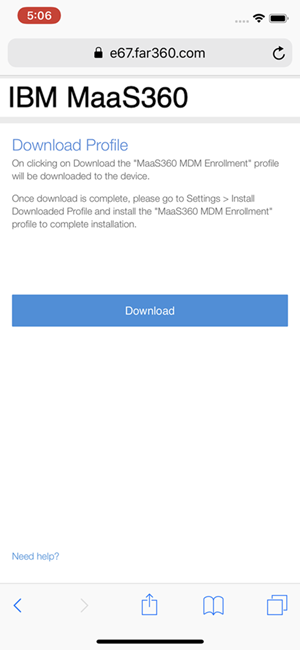 5:06
e67.far360.com
IBM MaaS360
Download Profile
On clicking on Download the "MaaS360 MDM Enrollment" profile
will be downloaded to the device.
Once download is complete, please go to Settings > Install
Downloaded Profile and install the "MaaS360 MDM Enrollment"
profile to complete installation.
Download
Need help?